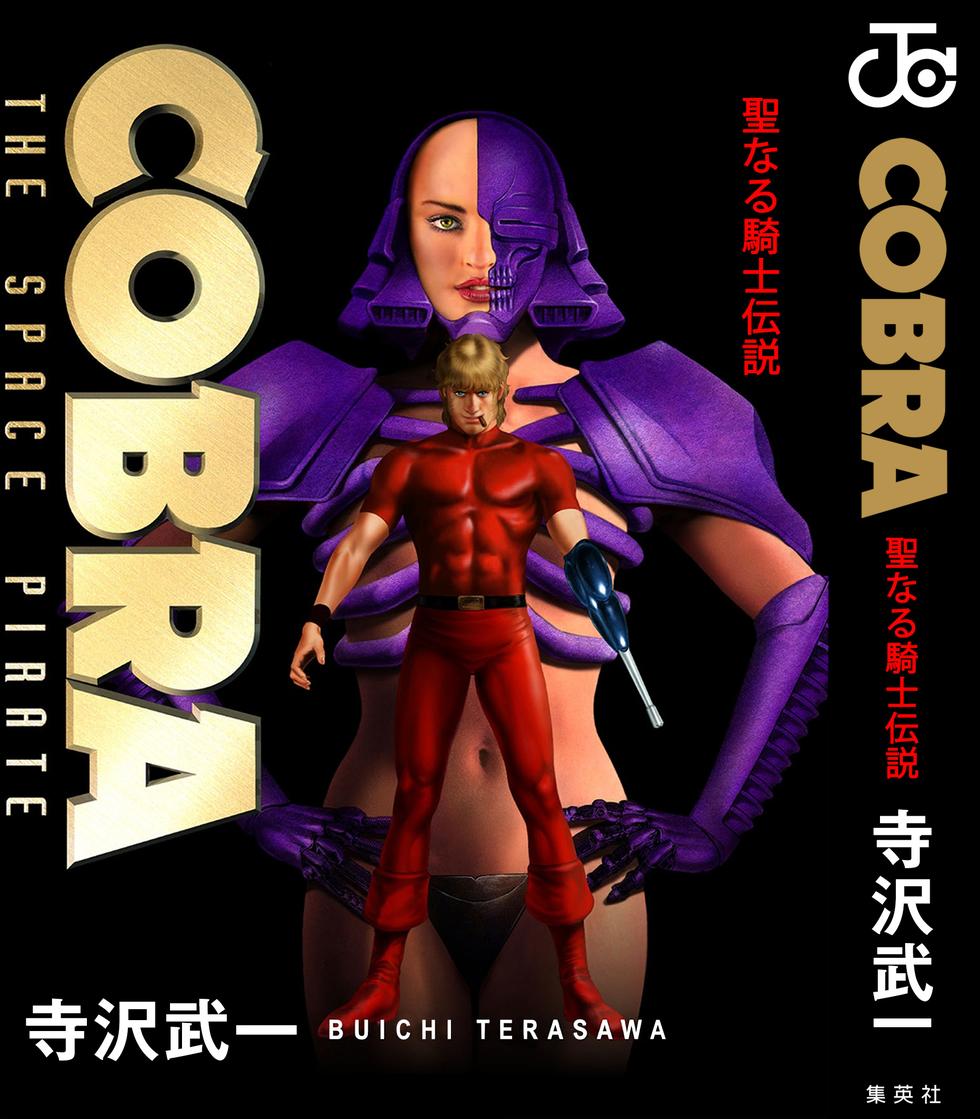 COBRA
THE SPACE PIRATE
聖なる騎士伝説
寺沢武一 BUICHI TERASAWA
JC
COBRA
聖なる騎士伝説
寺沢武一
集英社